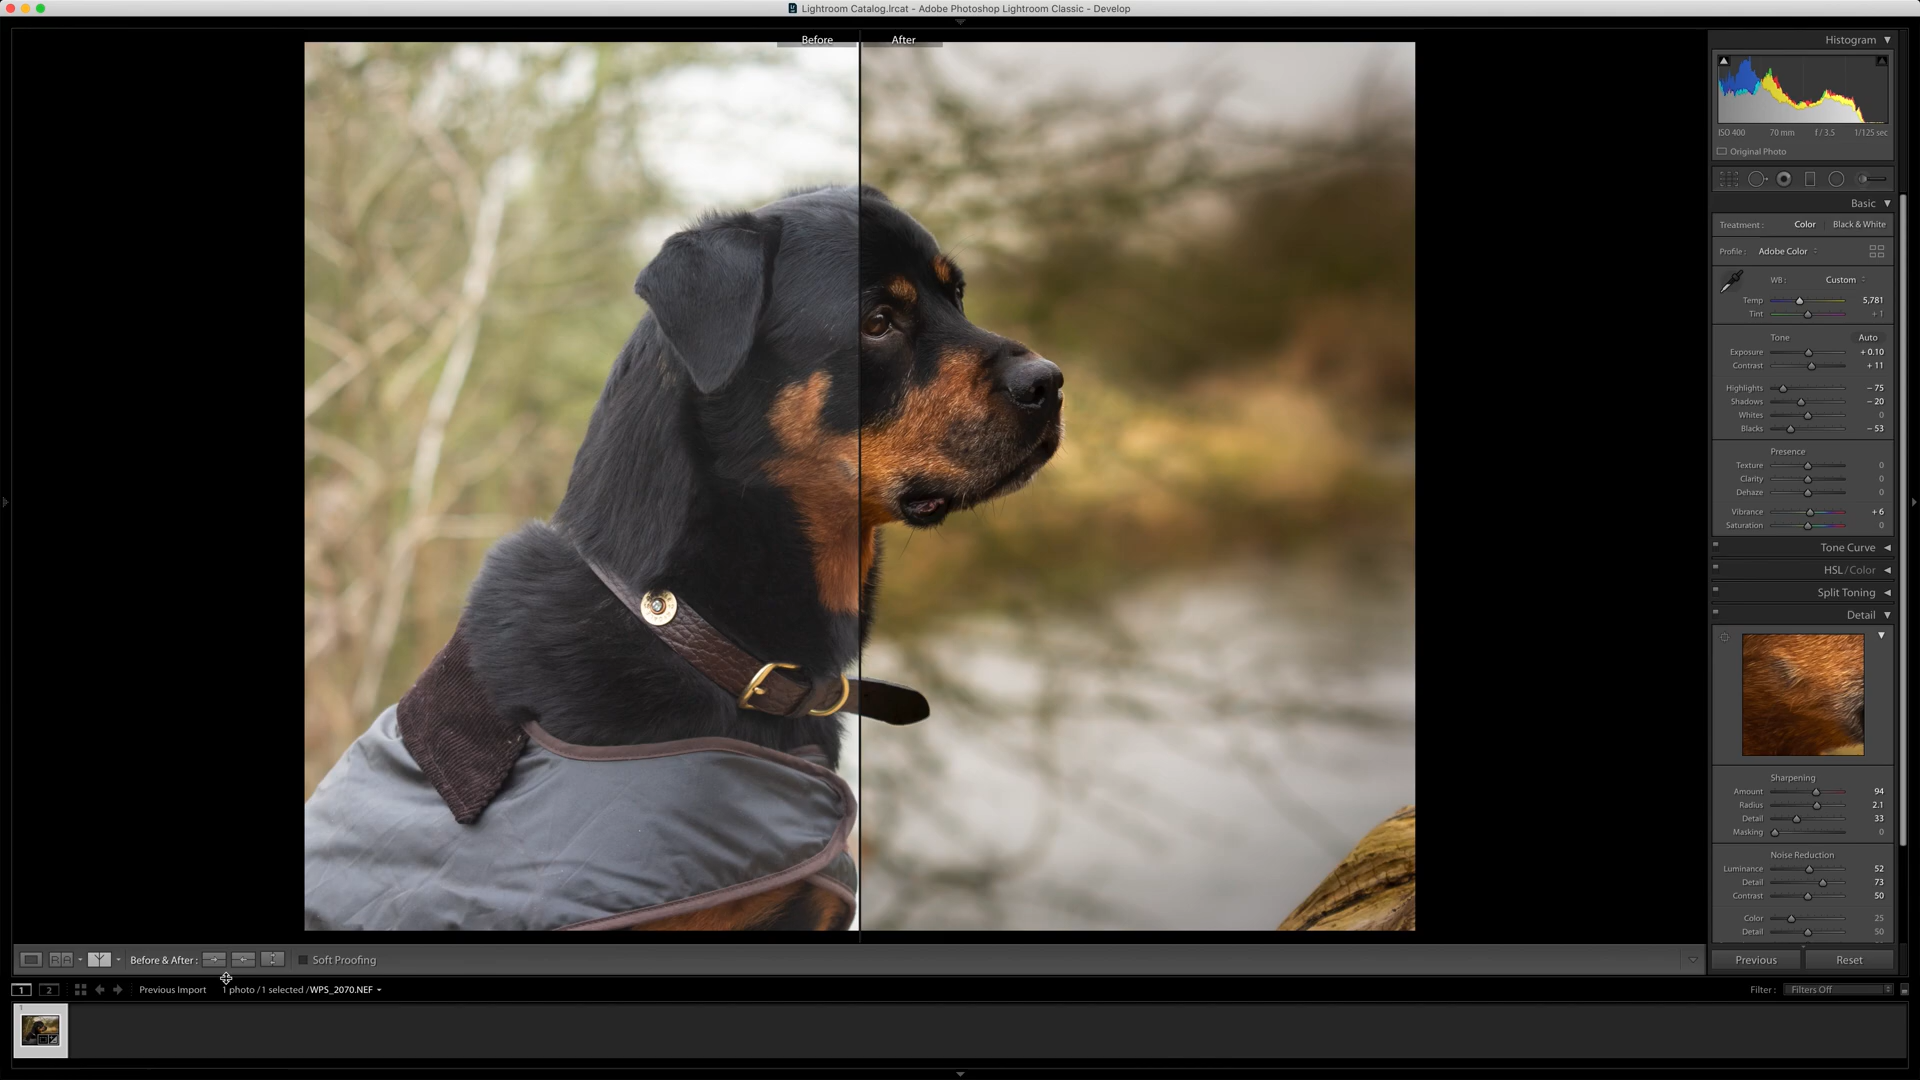 Lightroom Catalog.lrcat - Adobe Photoshop Lightroom Classic - Develop
Before After
Histogram
ISO 400 70 mm f / 3.5 1/125 sec
Original Photo
Basic
Treatment : Color Black & White
Profile : Adobe Color
WB : Custom
Temp 5,781
Tint + 1
Tone Auto
Exposure + 0.10
Contrast + 11
Highlights − 75
Shadows − 20
Whites 0
Blacks − 53
Presence
Texture 0
Clarity 0
Dehaze 0
Vibrance + 6
Saturation 0
Tone Curve
HSL / Color
Split Toning
Detail
Sharpening
Amount 94
Radius 2.1
Detail 33
Masking 0
Noise Reduction
Luminance 52
Detail 73
Contrast 50
Color 25
Detail 50
R A Y Before & After : Soft Proofing
Previous Reset
1 2 Previous Import 1 photo / 1 selected / WPS_2070.NEF Filter : Filters Off
1